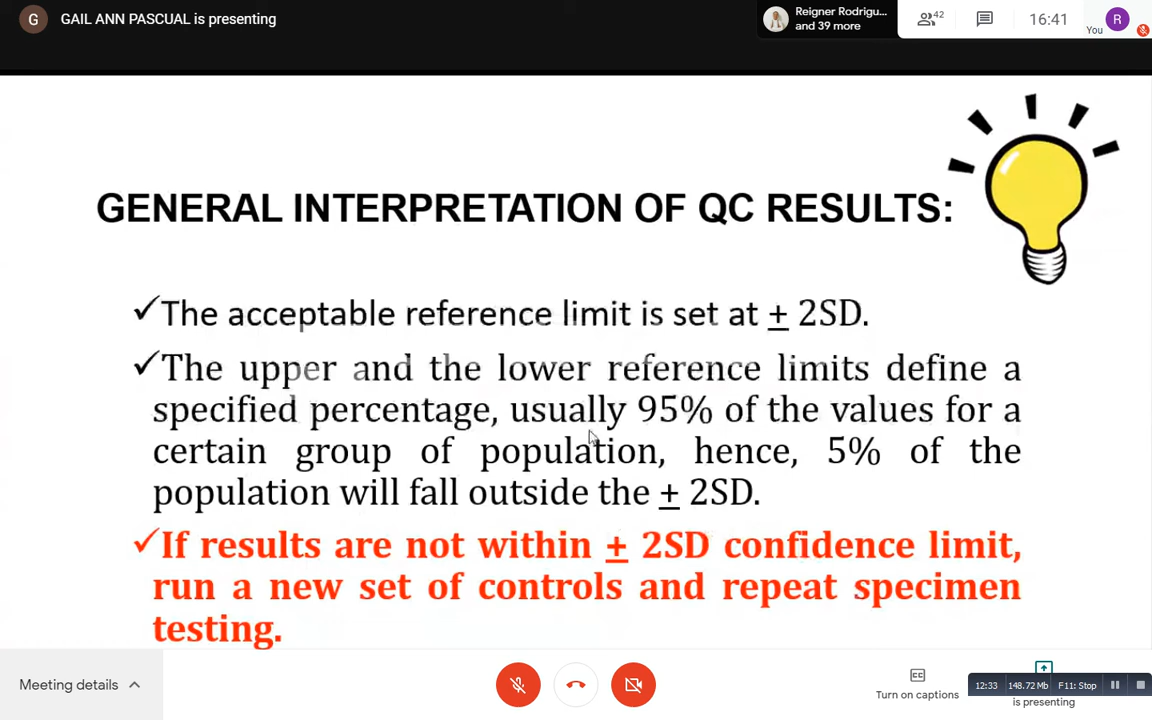 G GAIL ANN PASCUAL is presenting
Reigner Rodrigu...
and 39 more
42
16:41
You
R
GENERAL INTERPRETATION OF QC RESULTS:
✓The acceptable reference limit is set at ± 2SD.
✓The upper and the lower reference limits define a
specified percentage, usually 95% of the values for a
certain group of population, hence, 5% of the
population will fall outside the ± 2SD.
✓If results are not within ± 2SD confidence limit,
run a new set of controls and repeat specimen
testing.
Meeting details
CC
Turn on captions
12:33 148.72 Mb F11: Stop
is presenting